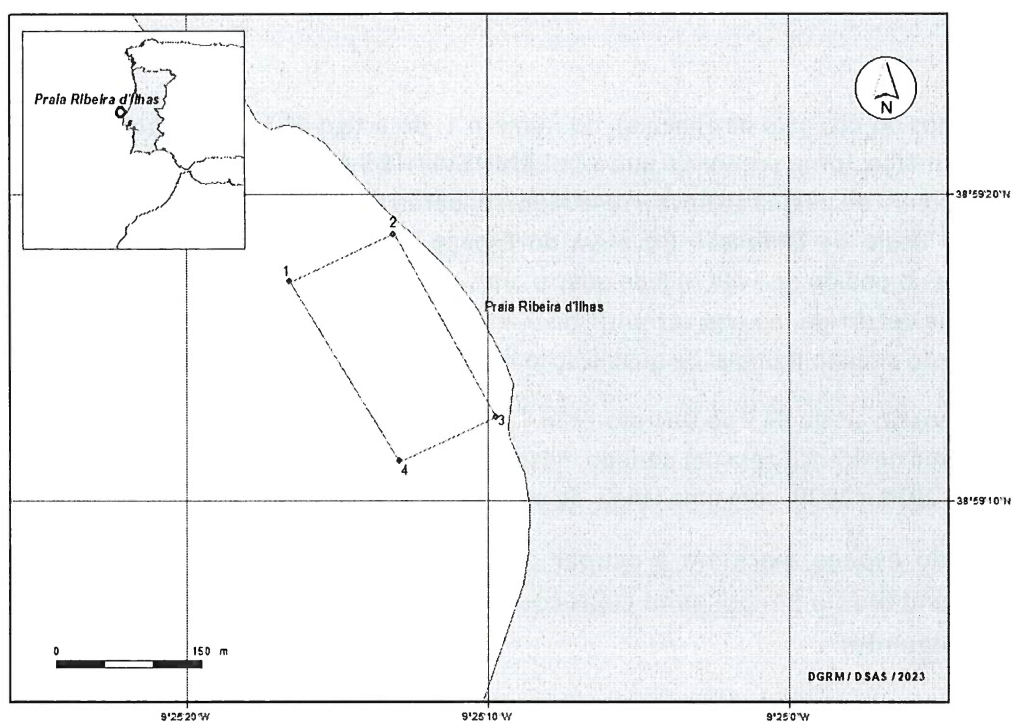 Praia Ribeira d'Ilhas
N
38°59'20"N
2
1
Praia Ribeira d'Ilhas
3
4
38°59'10"N
0 150 m
DGRM / DSAS / 2023
9°25'20"W
9°25'10"W
9°25'0"W